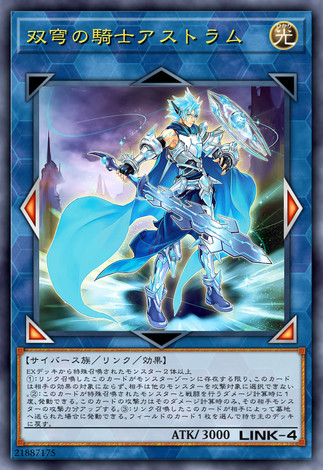 双穹の騎士アストラム
光
【サイバース族／リンク／効果】
EXデッキから特殊召喚されたモンスター２体以上
①：リンク召喚したこのカードがモンスターゾーンに存在する限り、このカード
は相手の効果の対象にならず、相手は他のモンスターを攻撃対象に選択できな
い。②：このカードが特殊召喚されたモンスターと戦闘を行うダメージ計算時に１
度、発動できる。このカードの攻撃力はそのダメージ計算時のみ、その相手モンス
ターの攻撃力分アップする。③：リンク召喚したこのカードが相手によって墓地
へ送られた場合に発動できる。フィールドのカード１枚を選んで持ち主のデッキ
に戻す。
ATK/3000 LINK-4
21887175